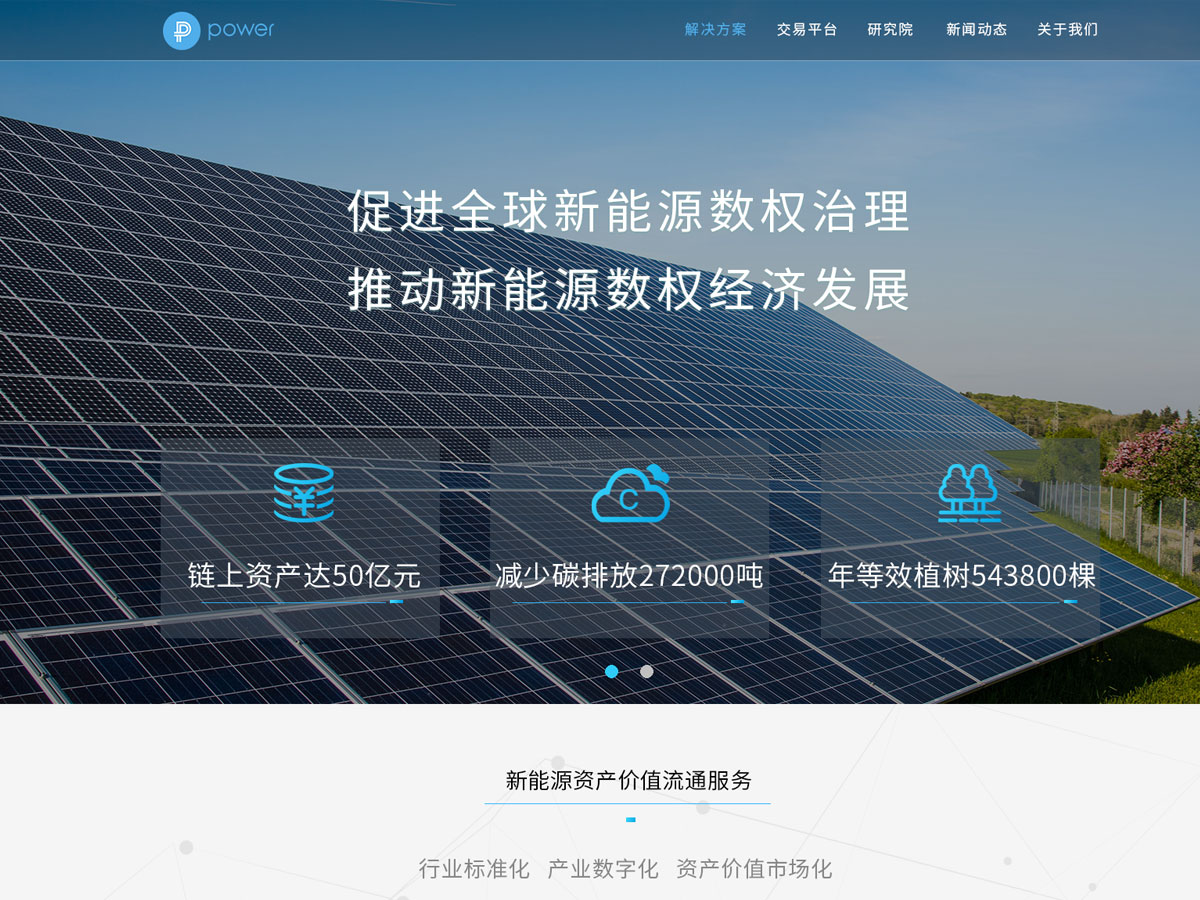 power
解决方案 交易平台 研究院 新闻动态 关于我们
促进全球新能源数权治理
推动新能源数权经济发展
C
链上资产达50亿元 减少碳排放272000吨 年等效植树543800棵
新能源资产价值流通服务
行业标准化 产业数字化 资产价值市场化